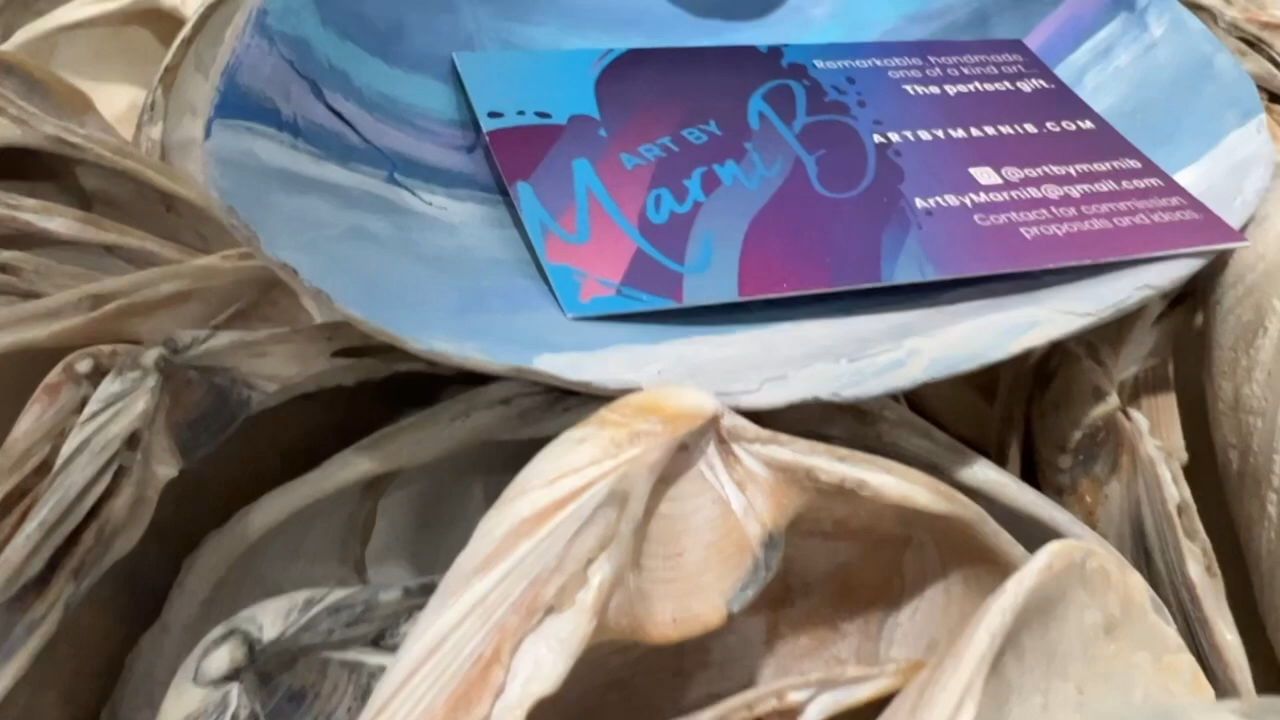 ART BY
Marni B
Remarkable, handmade
one of a kind art...
The perfect gift.
ARTBYMARNIB.COM
@artbymarnib
ArtByMarniB@gmail.com
Contact for commission
proposals and ideas.